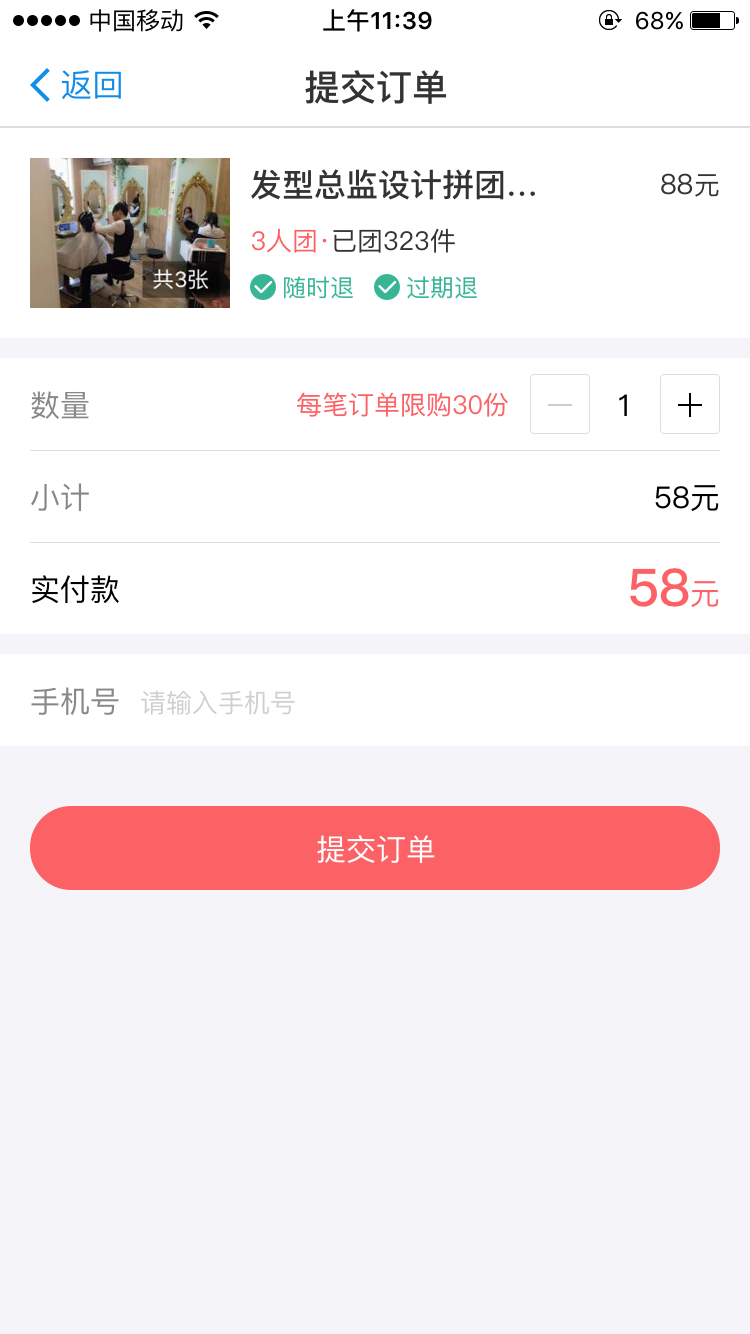 中国移动 上午11:39 68%
返回 提交订单
发型总监设计拼团... 88元
3人团·已团323件
共3张
随时退 过期退
数量 每笔订单限购30份 1
小计 58元
实付款 58元
手机号 请输入手机号
提交订单